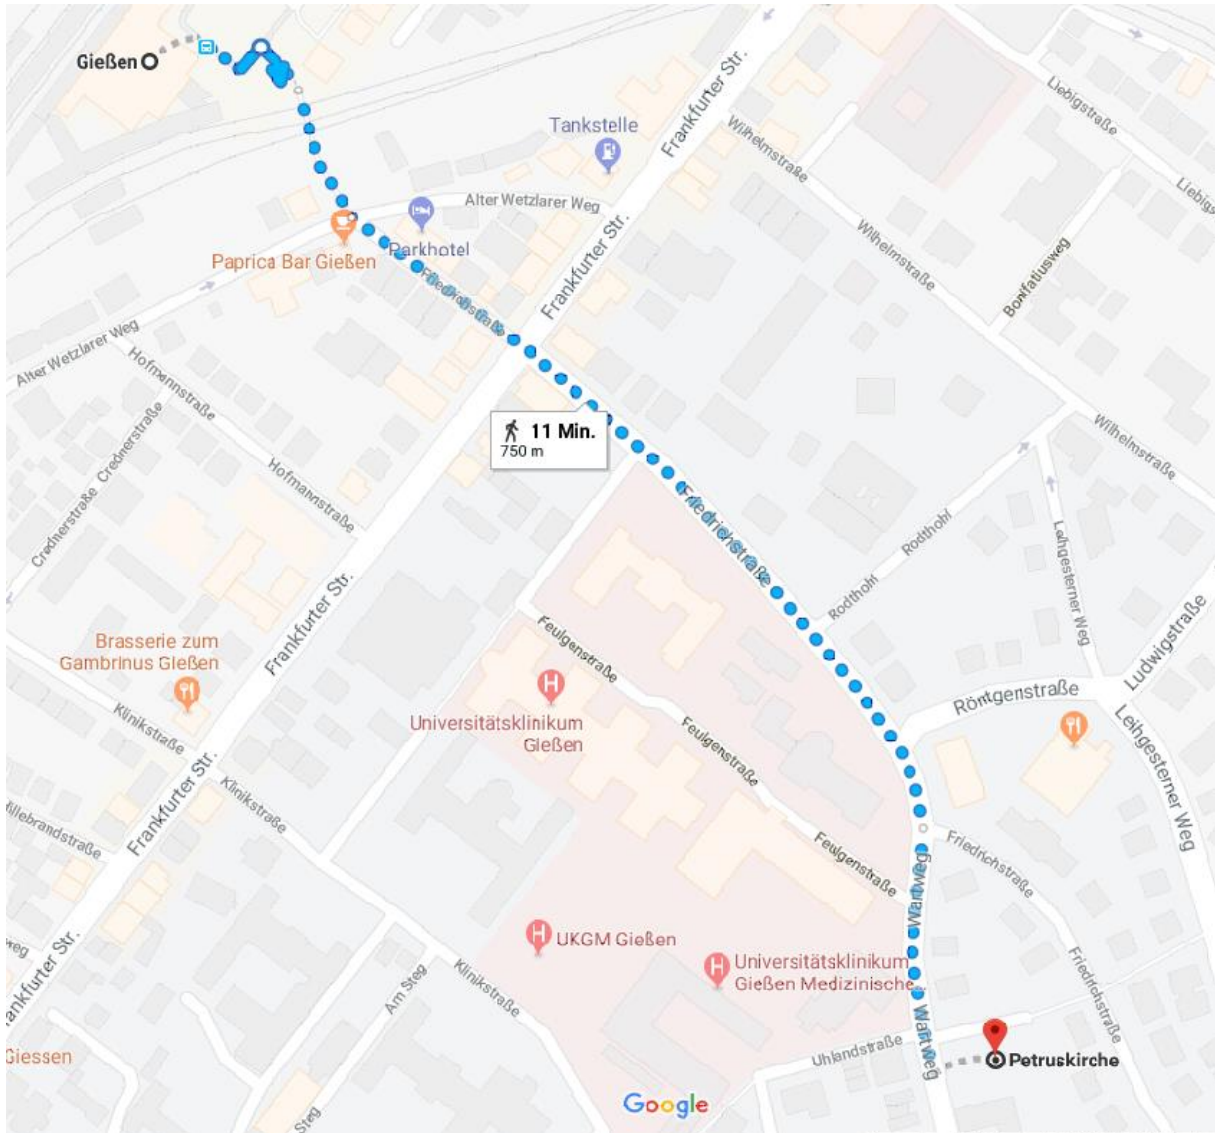 Gießen
Frankfurter Str.
Liebigstraße
Tankstelle
Wilhelmstraße
Alter Wetzlarer Weg
Parkhotel
Paprica Bar Gießen
Frankfurter Str.
Friedrichstraße
Wilhelmstraße
Bonifatiusweg
Alter Wetzlarer Weg
Hofmannstraße
Crednerstraße
11 Min.
750 m
Wilhelmstraße
Hofmannstraße
Crednerstraße
Friedrichstraße
Rodthohl
Rodthohl
Leihgesterner Weg
Frankfurter Str.
Brasserie zum
Gambrinus Gießen
Feulgenstraße
Ludwigstraße
Röntgenstraße
Klinikstraße
Universitätsklinikum
Gießen
Feulgenstraße
Leihgesterner Weg
Frankfurter Str.
Klinikstraße
Feulgenstraße
Wartweg
Friedrichstraße
UKGM Gießen
Universitätsklinikum
Gießen Medizinische...
Am Steg
Klinikstraße
Friedrichstraße
Wartweg
Uhlandstraße
Petruskirche
Giessen
Steg
Google